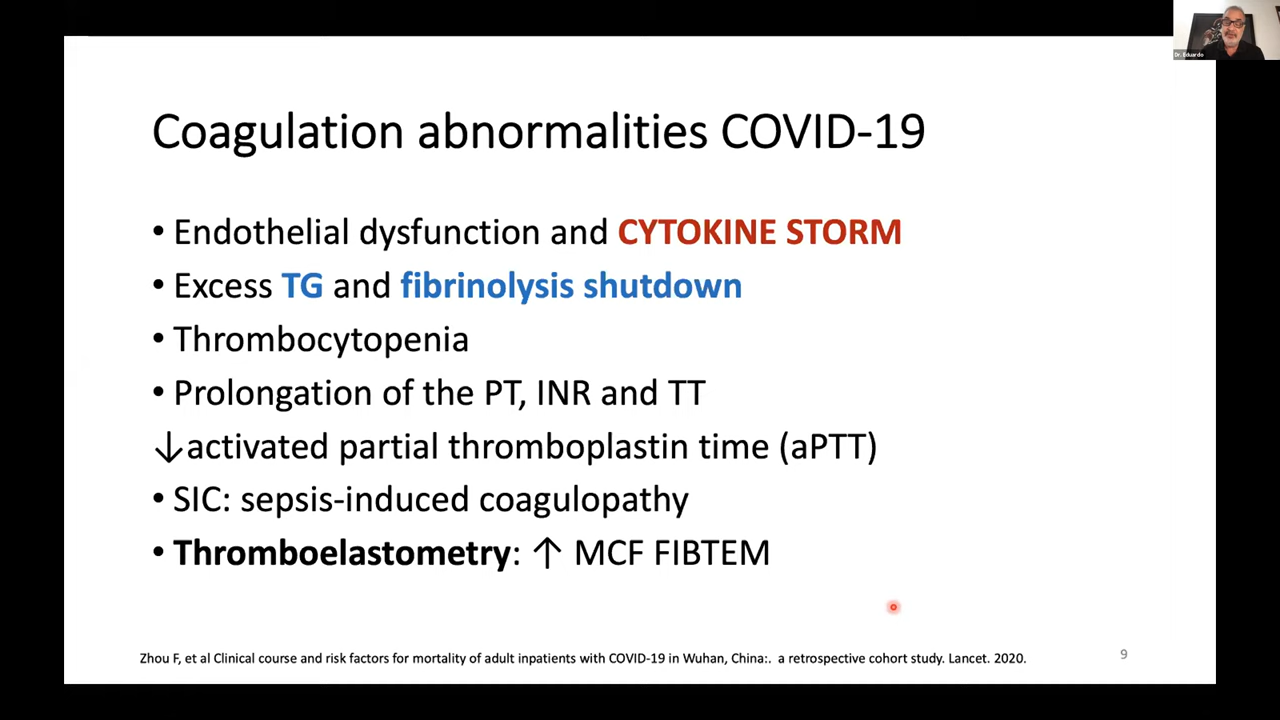 Dr. Eduardo
Coagulation abnormalities COVID-19
• Endothelial dysfunction and CYTOKINE STORM
• Excess TG and fibrinolysis shutdown
• Thrombocytopenia
• Prolongation of the PT, INR and TT
↓activated partial thromboplastin time (aPTT)
• SIC: sepsis-induced coagulopathy
• Thromboelastometry: ↑ MCF FIBTEM
Zhou F, et al Clinical course and risk factors for mortality of adult inpatients with COVID-19 in Wuhan, China:. a retrospective cohort study. Lancet. 2020.
9